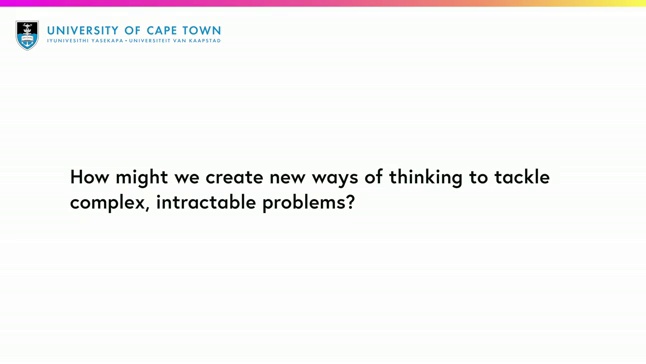 UNIVERSITY OF CAPE TOWN
IYUNIVESITHI YASEKAPA • UNIVERSITEIT VAN KAAPSTAD
How might we create new ways of thinking to tackle
complex, intractable problems?